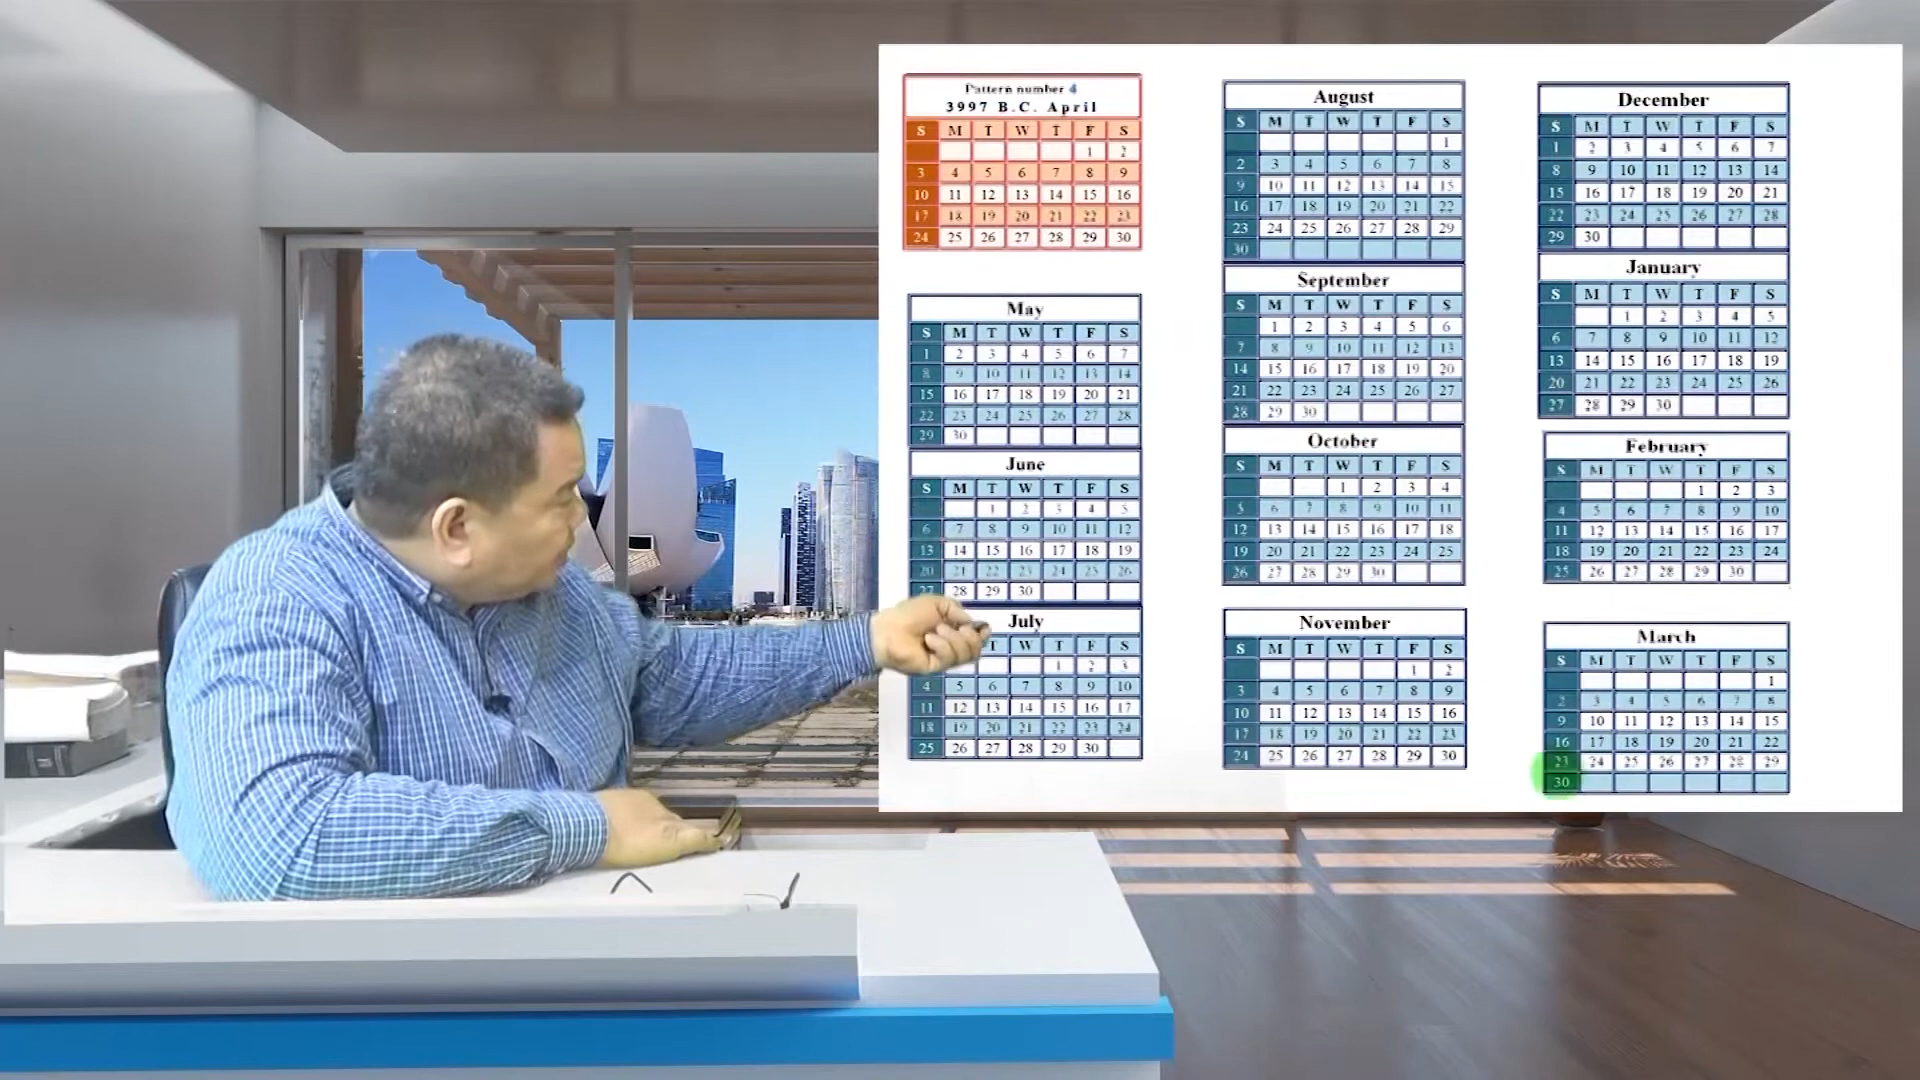 Pattern number 4
3997 B.C. April
S M T W T F S
1 2
3 4 5 6 7 8 9
10 11 12 13 14 15 16
17 18 19 20 21 22 23
24 25 26 27 28 29 30
May
S M T W T F S
1 2 3 4 5 6 7
8 9 10 11 12 13 14
15 16 17 18 19 20 21
22 23 24 25 26 27 28
29 30
June
S M T W T F S
1 2 3 4 5
6 7 8 9 10 11 12
13 14 15 16 17 18 19
20 21 22 23 24 25 26
27 28 29 30
July
T W T F S
1 2 3
4 5 6 7 8 9 10
11 12 13 14 15 16 17
18 19 20 21 22 23 24
25 26 27 28 29 30
August
S M T W T F S
1
2 3 4 5 6 7 8
9 10 11 12 13 14 15
16 17 18 19 20 21 22
23 24 25 26 27 28 29
30
September
S M T W T F S
1 2 3 4 5 6
7 8 9 10 11 12 13
14 15 16 17 18 19 20
21 22 23 24 25 26 27
28 29 30
October
S M T W T F S
1 2 3 4
5 6 7 8 9 10 11
12 13 14 15 16 17 18
19 20 21 22 23 24 25
26 27 28 29 30
November
S M T W T F S
1 2
3 4 5 6 7 8 9
10 11 12 13 14 15 16
17 18 19 20 21 22 23
24 25 26 27 28 29 30
December
S M T W T F S
1 2 3 4 5 6 7
8 9 10 11 12 13 14
15 16 17 18 19 20 21
22 23 24 25 26 27 28
29 30
January
S M T W T F S
1 2 3 4 5
6 7 8 9 10 11 12
13 14 15 16 17 18 19
20 21 22 23 24 25 26
27 28 29 30
February
S M T W T F S
1 2 3
4 5 6 7 8 9 10
11 12 13 14 15 16 17
18 19 20 21 22 23 24
25 26 27 28 29 30
March
S M T W T F S
1
2 3 4 5 6 7 8
9 10 11 12 13 14 15
16 17 18 19 20 21 22
23 24 25 26 27 28 29
30